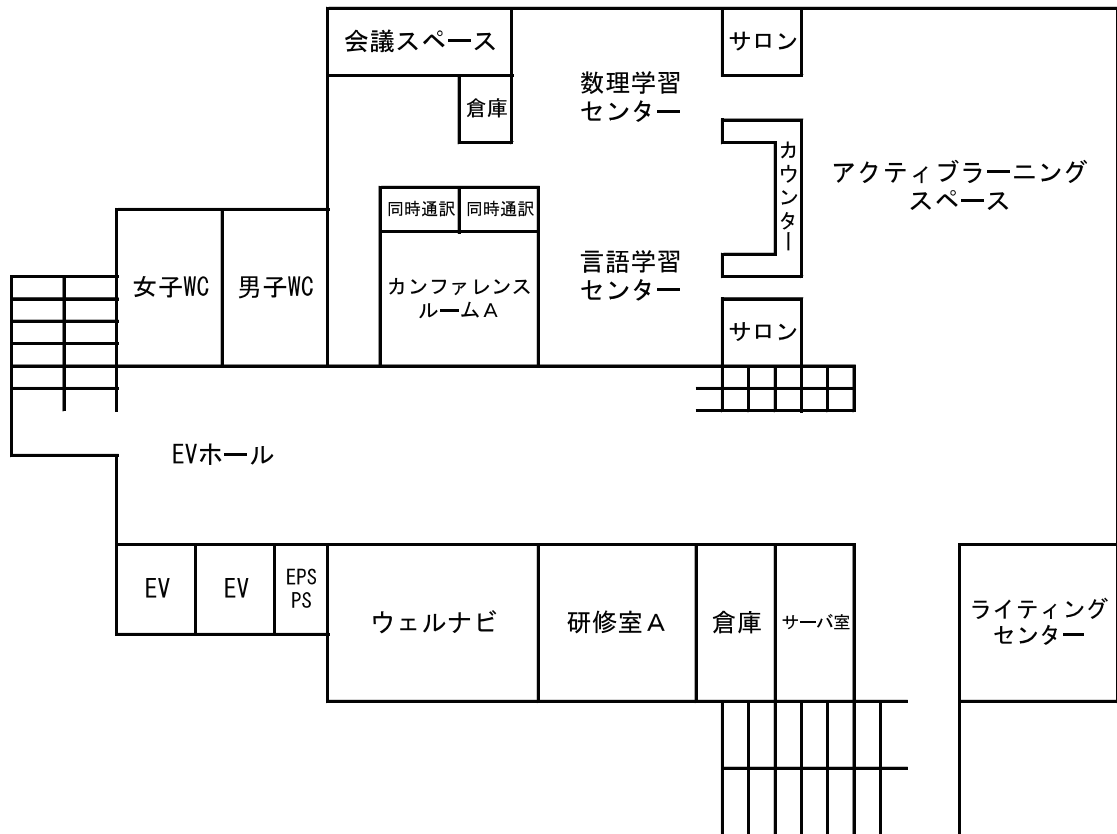 会議スペース
サロン
数理学習
センター
倉庫
カウンター
アクティブラーニング
スペース
同時通訳
同時通訳
言語学習
センター
女子WC
男子WC
カンファレンス
ルームA
サロン
EVホール
EV
EV
EPS
PS
ウェルナビ
研修室A
倉庫
サーバ室
ライティング
センター